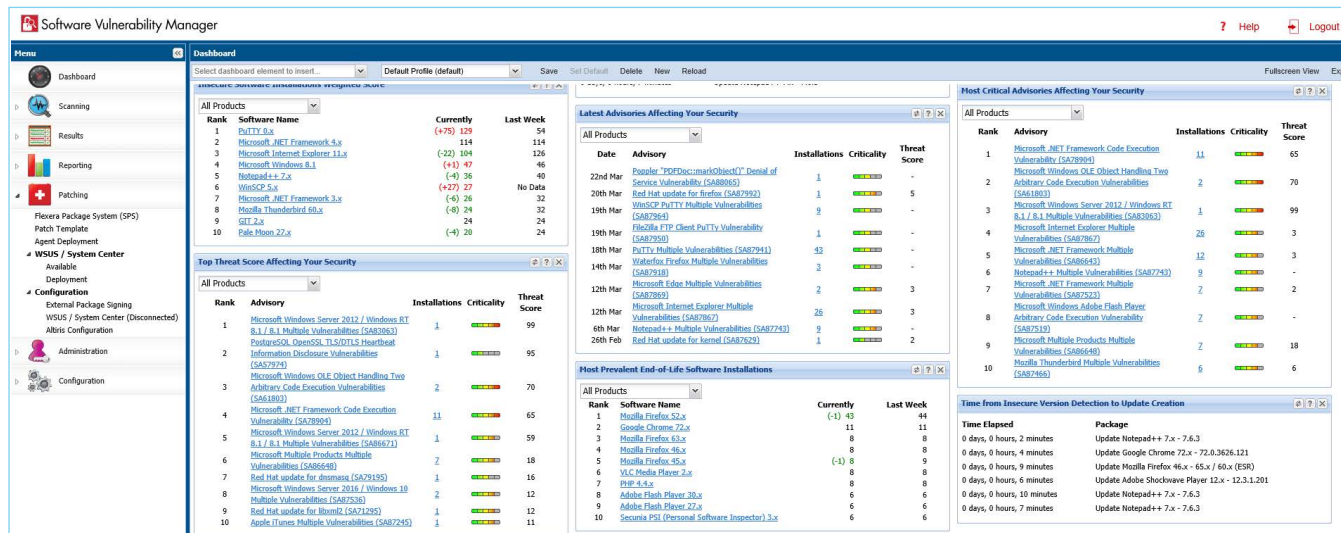 Software Vulnerability Manager
? Help
Logout
Menu
Dashboard
Scanning
Results
Reporting
Patching
Flexera Package System (SPS)
Patch Template
Agent Deployment
WSUS / System Center
Available
Deployment
Configuration
External Package Signing
WSUS / System Center (Disconnected)
Altiris Configuration
Administration
Configuration
Dashboard
Select dashboard element to insert... Default Profile (default) Save Set Default Delete New Reload Fullscreen View
Insecure Software Installations Weighted Score
All Products
Rank Software Name Currently Last Week
1 PuTTY 0.x (+75) 129 54
2 Microsoft .NET Framework 4.x 114 114
3 Microsoft Internet Explorer 11.x (-22) 104 126
4 Microsoft Windows 8.1 (+1) 47 46
5 Notepad++ 7.x (-4) 36 40
6 WinSCP 5.x (+27) 27 No Data
7 Microsoft .NET Framework 3.x (-6) 26 32
8 Mozilla Thunderbird 60.x (-8) 24 32
9 GIT 2.x 24 24
10 Pale Moon 27.x (-4) 20 24
Top Threat Score Affecting Your Security
All Products
Rank Advisory Installations Criticality Threat Score
1 Microsoft Windows Server 2012 / Windows RT 8.1 / 8.1 Multiple Vulnerabilities (SA83063) 1 99
2 PostgreSQL OpenSSL TLS/DTLS Heartbeat Information Disclosure Vulnerabilities (SA57974) 1 95
3 Microsoft Windows OLE Object Handling Two Arbitrary Code Execution Vulnerabilities (SA61803) 2 70
4 Microsoft .NET Framework Code Execution Vulnerability (SA78904) 11 65
5 Microsoft Windows Server 2012 / Windows RT 8.1 / 8.1 Multiple Vulnerabilities (SA86671) 1 59
6 Microsoft Multiple Products Multiple Vulnerabilities (SA86648) 7 18
7 Red Hat update for dnsmasq (SA79195) 1 16
8 Microsoft Windows Server 2016 / Windows 10 Multiple Vulnerabilities (SA87536) 2 12
9 Red Hat update for libxml2 (SA71295) 1 12
10 Apple iTunes Multiple Vulnerabilities (SA87245) 1 11
Latest Advisories Affecting Your Security
All Products
Date Advisory Installations Criticality Threat Score
22nd Mar Poppler "PDFDoc::markObject()" Denial of Service Vulnerability (SA88065) 1 -
20th Mar Red Hat update for firefox (SA87992) 1 5
19th Mar WinSCP PuTTY Multiple Vulnerabilities (SA87964) 9 -
19th Mar FileZilla FTP Client PuTTy Vulnerability (SA87950) 1 -
18th Mar PuTTy Multiple Vulnerabilities (SA87941) 43 -
14th Mar Waterfox Firefox Multiple Vulnerabilities (SA87918) 3 -
12th Mar Microsoft Edge Multiple Vulnerabilities (SA87869) 2 3
12th Mar Microsoft Internet Explorer Multiple Vulnerabilities (SA87867) 26 3
6th Mar Notepad++ Multiple Vulnerabilities (SA87743) 9 -
26th Feb Red Hat update for kernel (SA87629) 1 2
Most Prevalent End-of-Life Software Installations
All Products
Rank Software Name Currently Last Week
1 Mozilla Firefox 52.x (-1) 43 44
2 Google Chrome 72.x 11 11
3 Mozilla Firefox 63.x 8 8
4 Mozilla Firefox 46.x 8 8
5 Mozilla Firefox 45.x (-1) 8 9
6 VLC Media Player 2.x 8 8
7 PHP 4.4.x 8 8
8 Adobe Flash Player 30.x 6 6
9 Adobe Flash Player 27.x 6 6
10 Secunia PSI (Personal Software Inspector) 3.x 6 6
Most Critical Advisories Affecting Your Security
All Products
Rank Advisory Installations Criticality Threat Score
1 Microsoft .NET Framework Code Execution Vulnerability (SA78904) 11 65
2 Microsoft Windows OLE Object Handling Two Arbitrary Code Execution Vulnerabilities (SA61803) 2 70
3 Microsoft Windows Server 2012 / Windows RT 8.1 / 8.1 Multiple Vulnerabilities (SA83063) 1 99
4 Microsoft Internet Explorer Multiple Vulnerabilities (SA87867) 26 3
5 Microsoft .NET Framework Multiple Vulnerabilities (SA86643) 12 3
6 Notepad++ Multiple Vulnerabilities (SA87743) 9 -
7 Microsoft .NET Framework Multiple Vulnerabilities (SA87523) 7 2
8 Microsoft Windows Adobe Flash Player Arbitrary Code Execution Vulnerability (SA87519) 7 -
9 Microsoft Multiple Products Multiple Vulnerabilities (SA86648) 7 18
10 Mozilla Thunderbird Multiple Vulnerabilities (SA87466) 6 6
Time from Insecure Version Detection to Update Creation
Time Elapsed Package
0 days, 0 hours, 2 minutes Update Notepad++ 7.x - 7.6.3
0 days, 0 hours, 4 minutes Update Google Chrome 72.x - 72.0.3626.121
0 days, 0 hours, 9 minutes Update Mozilla Firefox 46.x - 65.x / 60.x (ESR)
0 days, 0 hours, 6 minutes Update Adobe Shockwave Player 12.x - 12.3.1.201
0 days, 0 hours, 10 minutes Update Notepad++ 7.x - 7.6.3
0 days, 0 hours, 7 minutes Update Notepad++ 7.x - 7.6.3